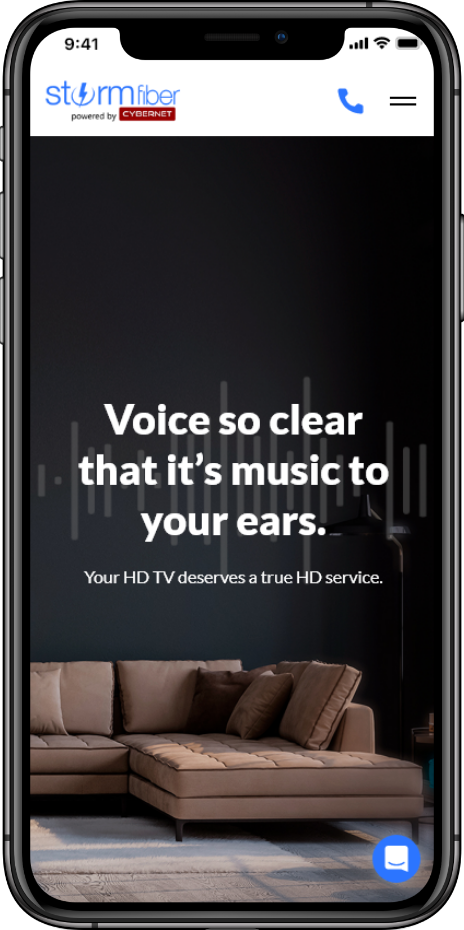 9:41
stormfiber
powered by CYBERNET
Voice so clear
that it’s music to
your ears.
Your HD TV deserves a true HD service.